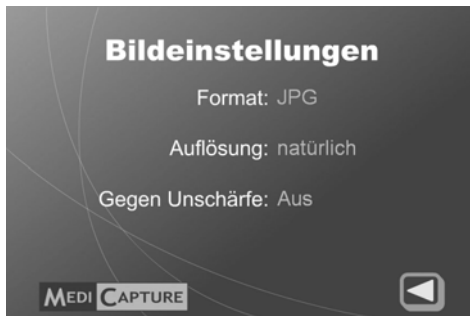 Bildeinstellungen
Format: JPG
Auflösung: natürlich
Gegen Unschärfe: Aus
MEDI CAPTURE